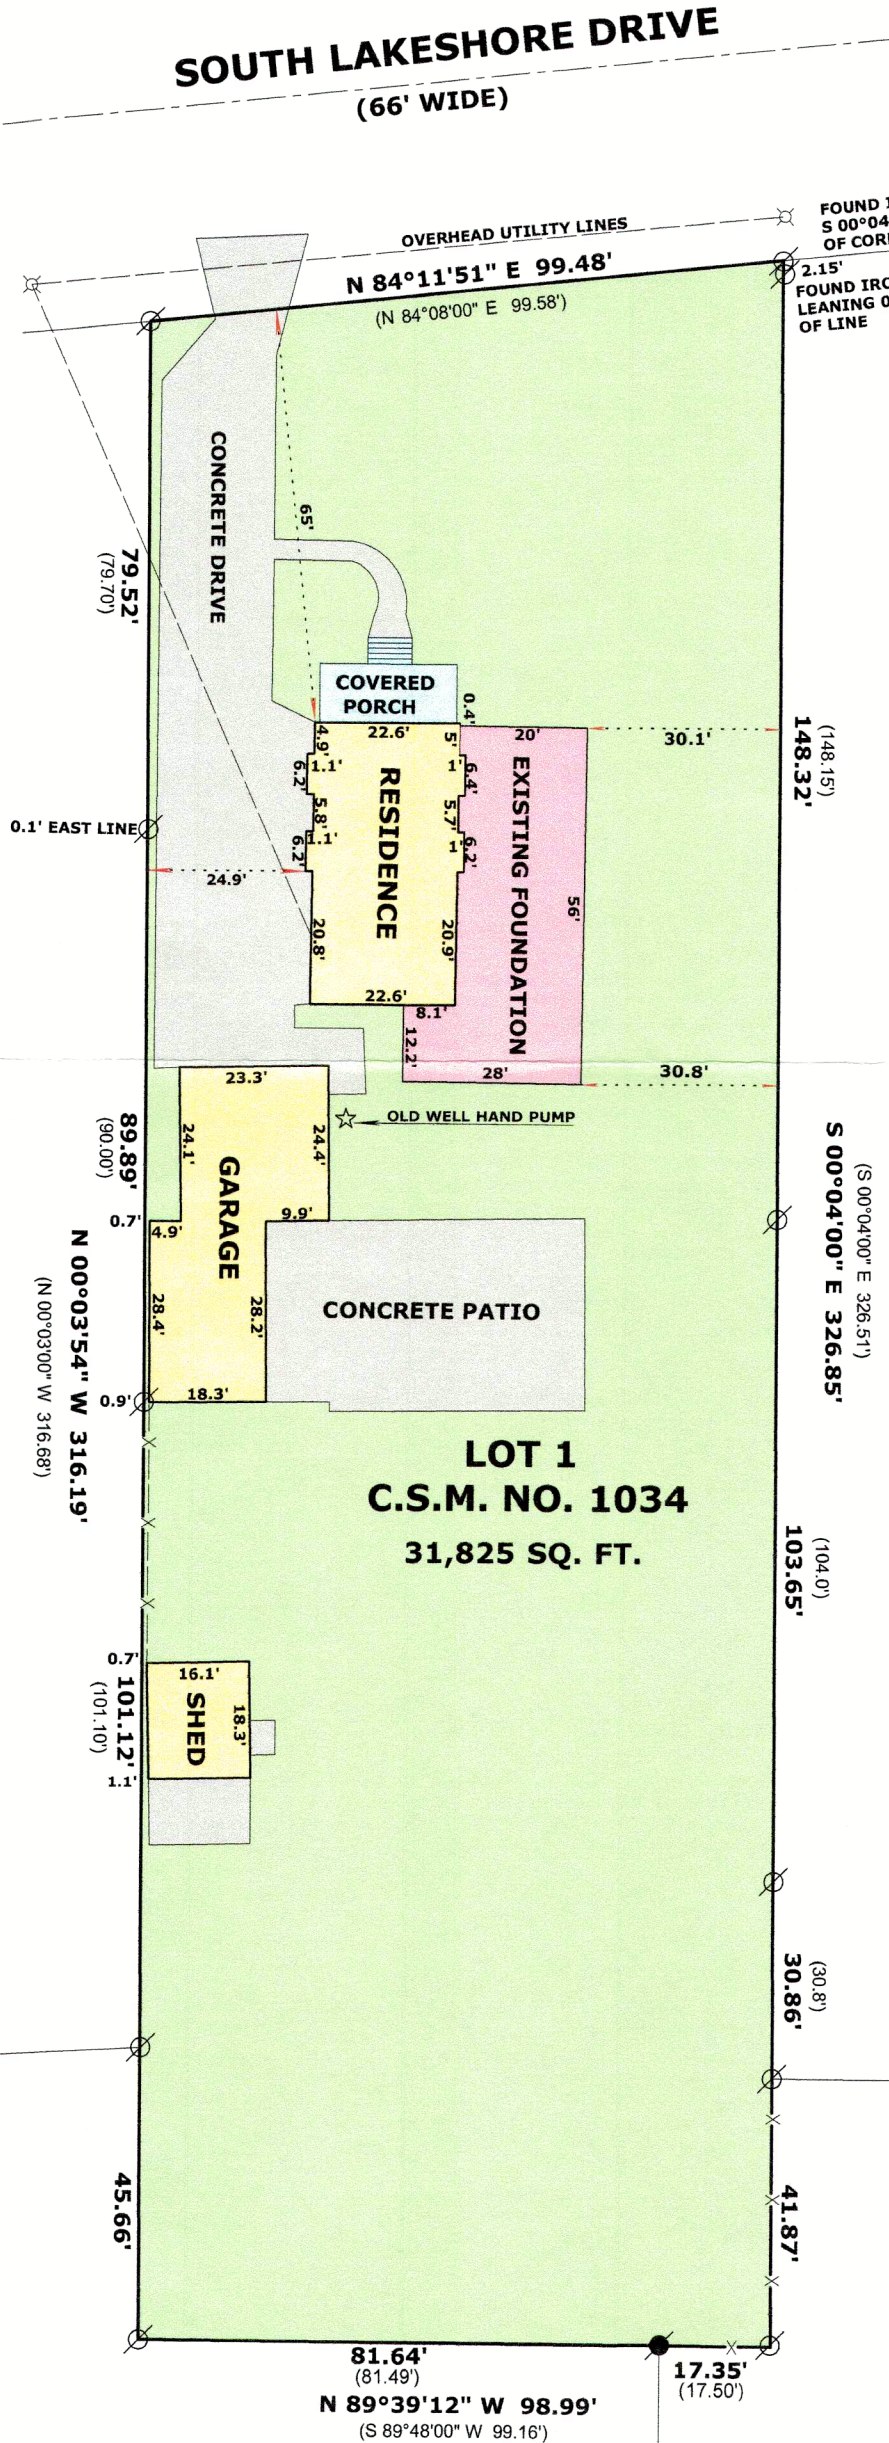 SOUTH LAKESHORE DRIVE
(66' WIDE)
OVERHEAD UTILITY LINES
N 84°11'51" E 99.48'
(N 84°08'00" E 99.58')
FOUND
S 00°04
OF COR
2.15'
FOUND IRO
LEANING 0
OF LINE
CONCRETE DRIVE
65'
79.52'
(79.70')
COVERED
PORCH
0.4'
22.6'
20'
30.1'
4.9'
5'
1.1'
1'
6.2'
6.4'
5.8'
5.7'
1.1'
1'
6.2'
6.2'
RESIDENCE
EXISTING FOUNDATION
56'
148.32'
(148.15')
0.1' EAST LINE
24.9'
20.8'
20.9'
22.6'
8.1'
12.2'
28'
30.8'
23.3'
OLD WELL HAND PUMP
24.1'
24.4'
GARAGE
89.89'
(90.00')
0.7'
4.9'
9.9'
28.4'
28.2'
CONCRETE PATIO
18.3'
0.9'
N 00°03'54" W 316.19'
(N 00°03'00" W 316.68')
S 00°04'00" E 326.85'
(S 00°04'00" E 326.51')
LOT 1
C.S.M. NO. 1034
31,825 SQ. FT.
103.65'
(104.0')
0.7'
16.1'
SHED
18.3'
101.12'
(101.10')
1.1'
30.86'
(30.8')
45.66'
41.87'
81.64'
(81.49')
17.35'
(17.50')
N 89°39'12" W 98.99'
(S 89°48'00" W 99.16')